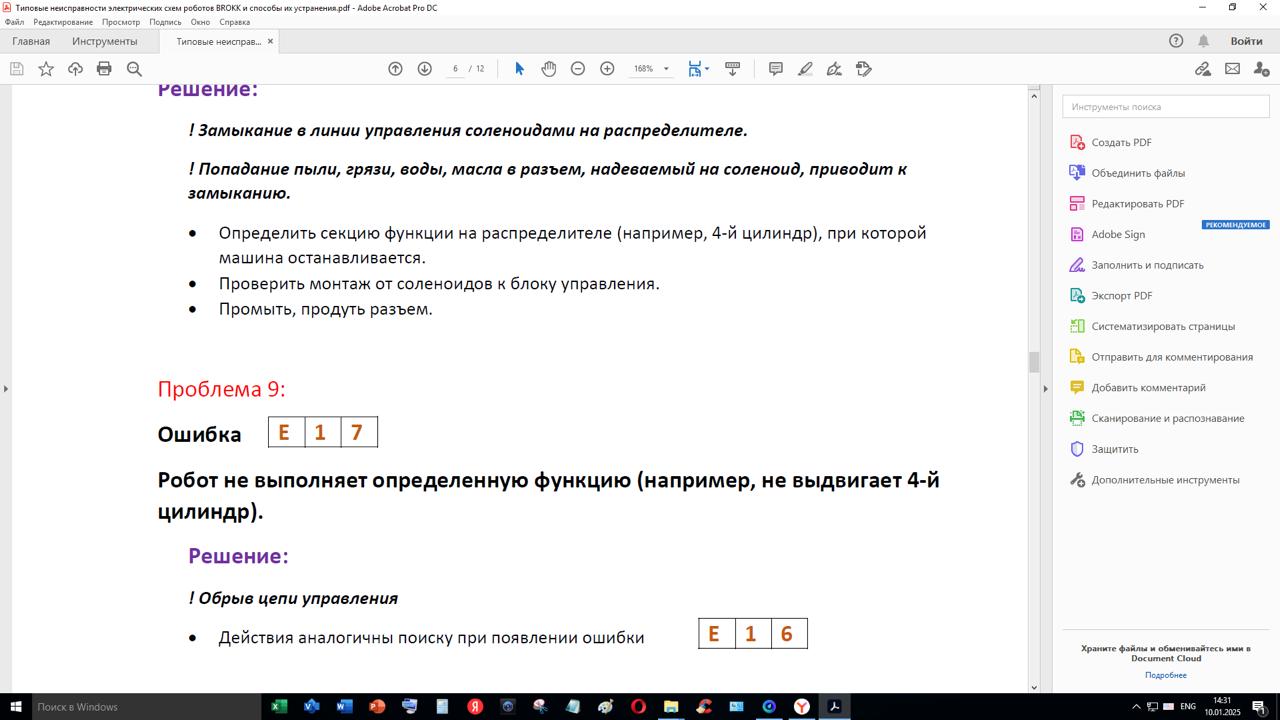 Типовые неисправности электрических схем роботов BROKK и способы их устранения.pdf - Adobe Acrobat Pro DC
Файл Редактирование Просмотр Подпись Окно Справка
Главная Инструменты Типовые неисправ... × Войти
6 / 12 168%
Решение:
! Замыкание в линии управления соленоидами на распределителе.
! Попадание пыли, грязи, воды, масла в разъем, надеваемый на соленоид, приводит к
замыканию.
• Определить секцию функции на распределителе (например, 4-й цилиндр), при которой
машина останавливается.
• Проверить монтаж от соленоидов к блоку управления.
• Промыть, продуть разъем.
Проблема 9:
Ошибка E 1 7
Робот не выполняет определенную функцию (например, не выдвигает 4-й
цилиндр).
Решение:
! Обрыв цепи управления
• Действия аналогичны поиску при появлении ошибки E 1 6
Инструменты поиска
Создать PDF
Объединить файлы
Редактировать PDF
РЕКОМЕНДУЕМОЕ
Adobe Sign
Заполнить и подписать
Экспорт PDF
Систематизировать страницы
Отправить для комментирования
Добавить комментарий
Сканирование и распознавание
Защитить
Дополнительные инструменты
Храните файлы и обменивайтесь ими в
Document Cloud
Подробнее
Поиск в Windows
ENG
14:31
10.01.2025